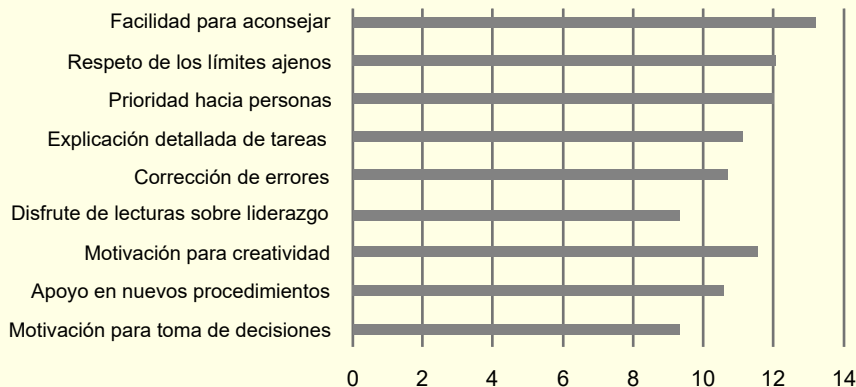 Facilidad para aconsejar
Respeto de los límites ajenos
Prioridad hacia personas
Explicación detallada de tareas
Corrección de errores
Disfrute de lecturas sobre liderazgo
Motivación para creatividad
Apoyo en nuevos procedimientos
Motivación para toma de decisiones
0 2 4 6 8 10 12 14